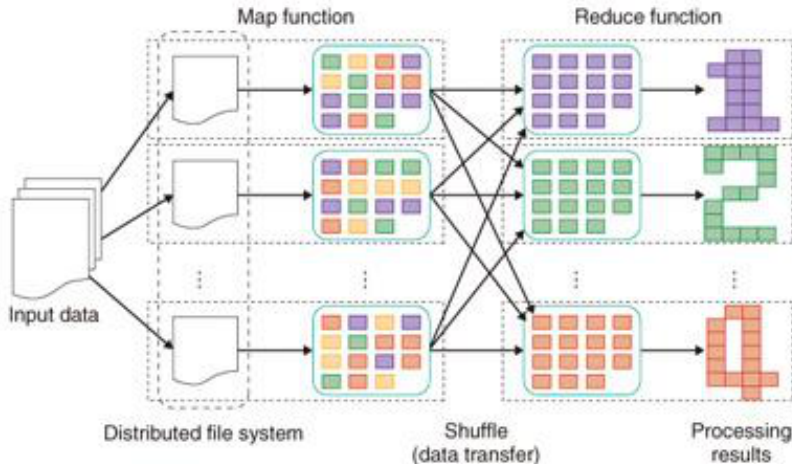 Map function
Reduce function
Input data
Distributed file system
Shuffle
(data transfer)
Processing
results